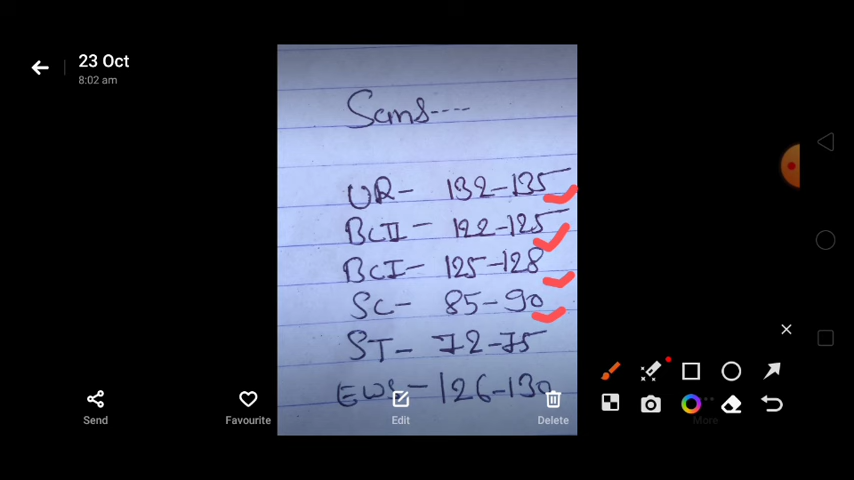 23 Oct
8:02 am
Scms----
UR- 132-135
BCII- 122-125
BCI- 125-128
SC- 85-90
ST- 72-75
EWS-126-130
Send
Favourite
Edit
Delete
More